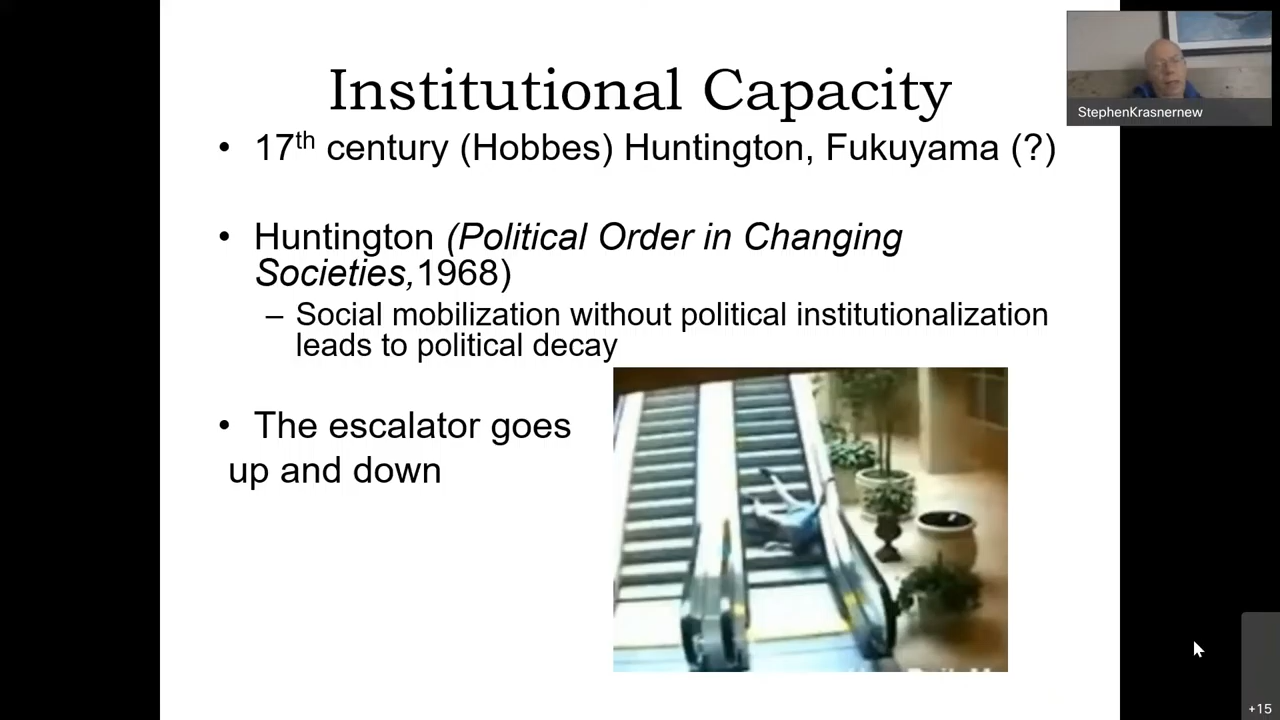 Institutional Capacity
StephenKrasnernew
• 17th century (Hobbes) Huntington, Fukuyama (?)
• Huntington (Political Order in Changing
Societies,1968)
– Social mobilization without political institutionalization
leads to political decay
• The escalator goes
up and down
+15